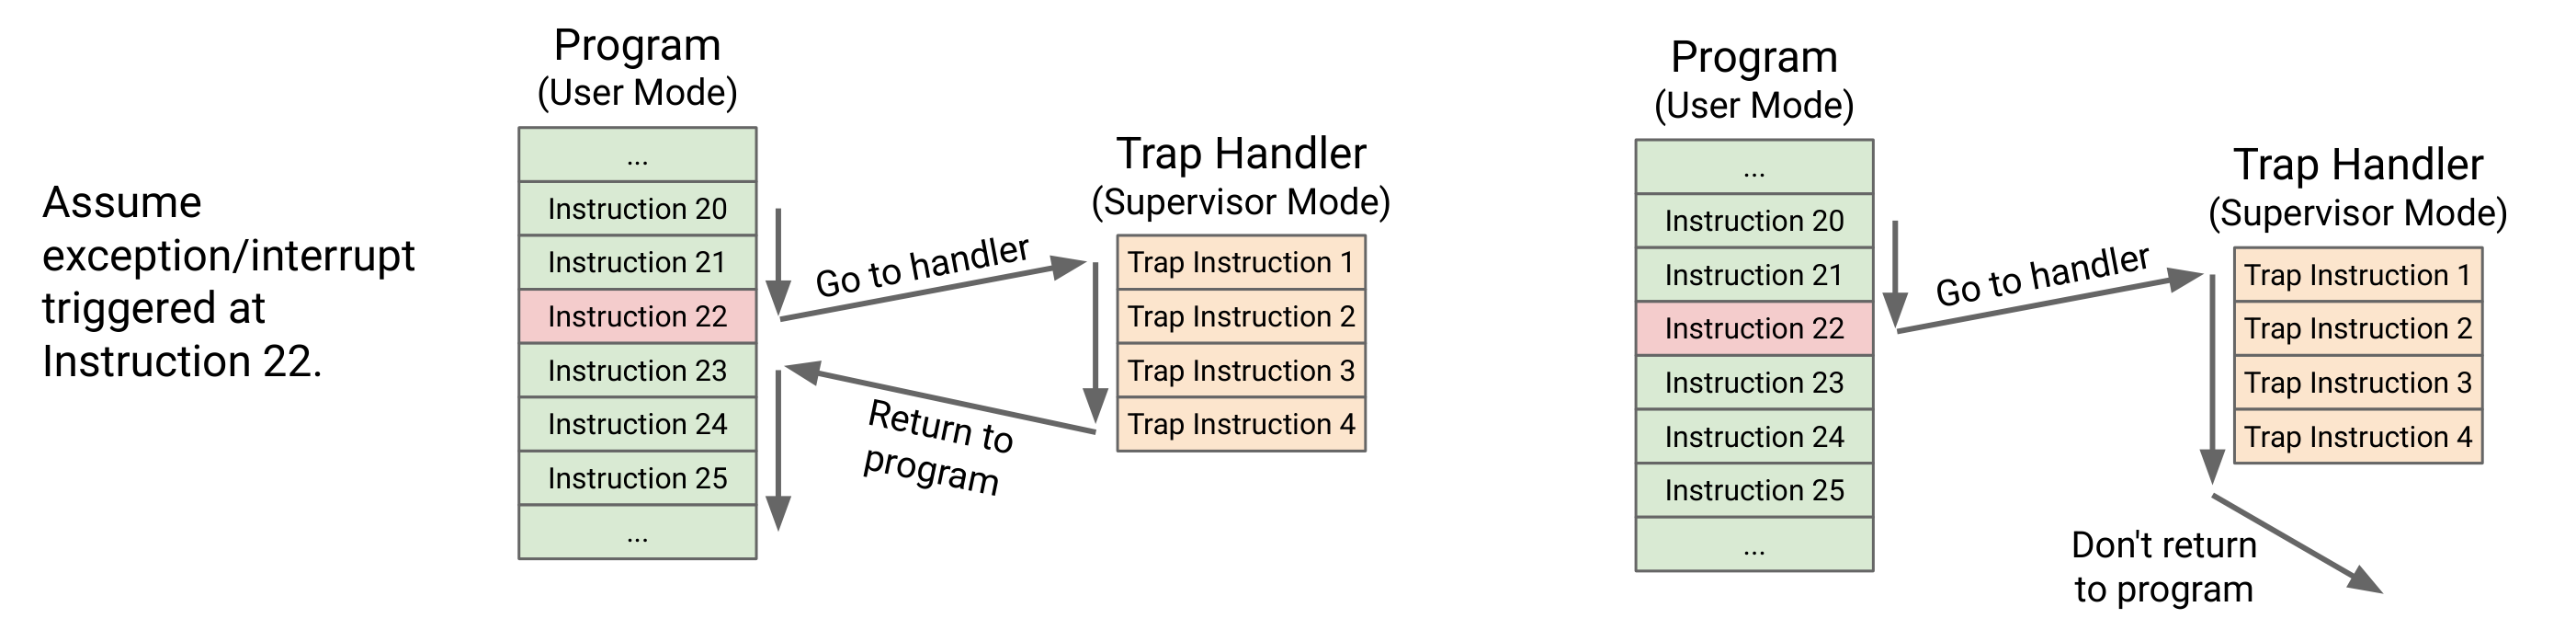 Assume
exception/interrupt
triggered at
Instruction 22.
Program
(User Mode)
...
Instruction 20
Instruction 21
Instruction 22
Instruction 23
Instruction 24
Instruction 25
...
Go to handler
Return to
program
Trap Handler
(Supervisor Mode)
Trap Instruction 1
Trap Instruction 2
Trap Instruction 3
Trap Instruction 4
Program
(User Mode)
...
Instruction 20
Instruction 21
Instruction 22
Instruction 23
Instruction 24
Instruction 25
...
Go to handler
Trap Handler
(Supervisor Mode)
Trap Instruction 1
Trap Instruction 2
Trap Instruction 3
Trap Instruction 4
Don't return
to program